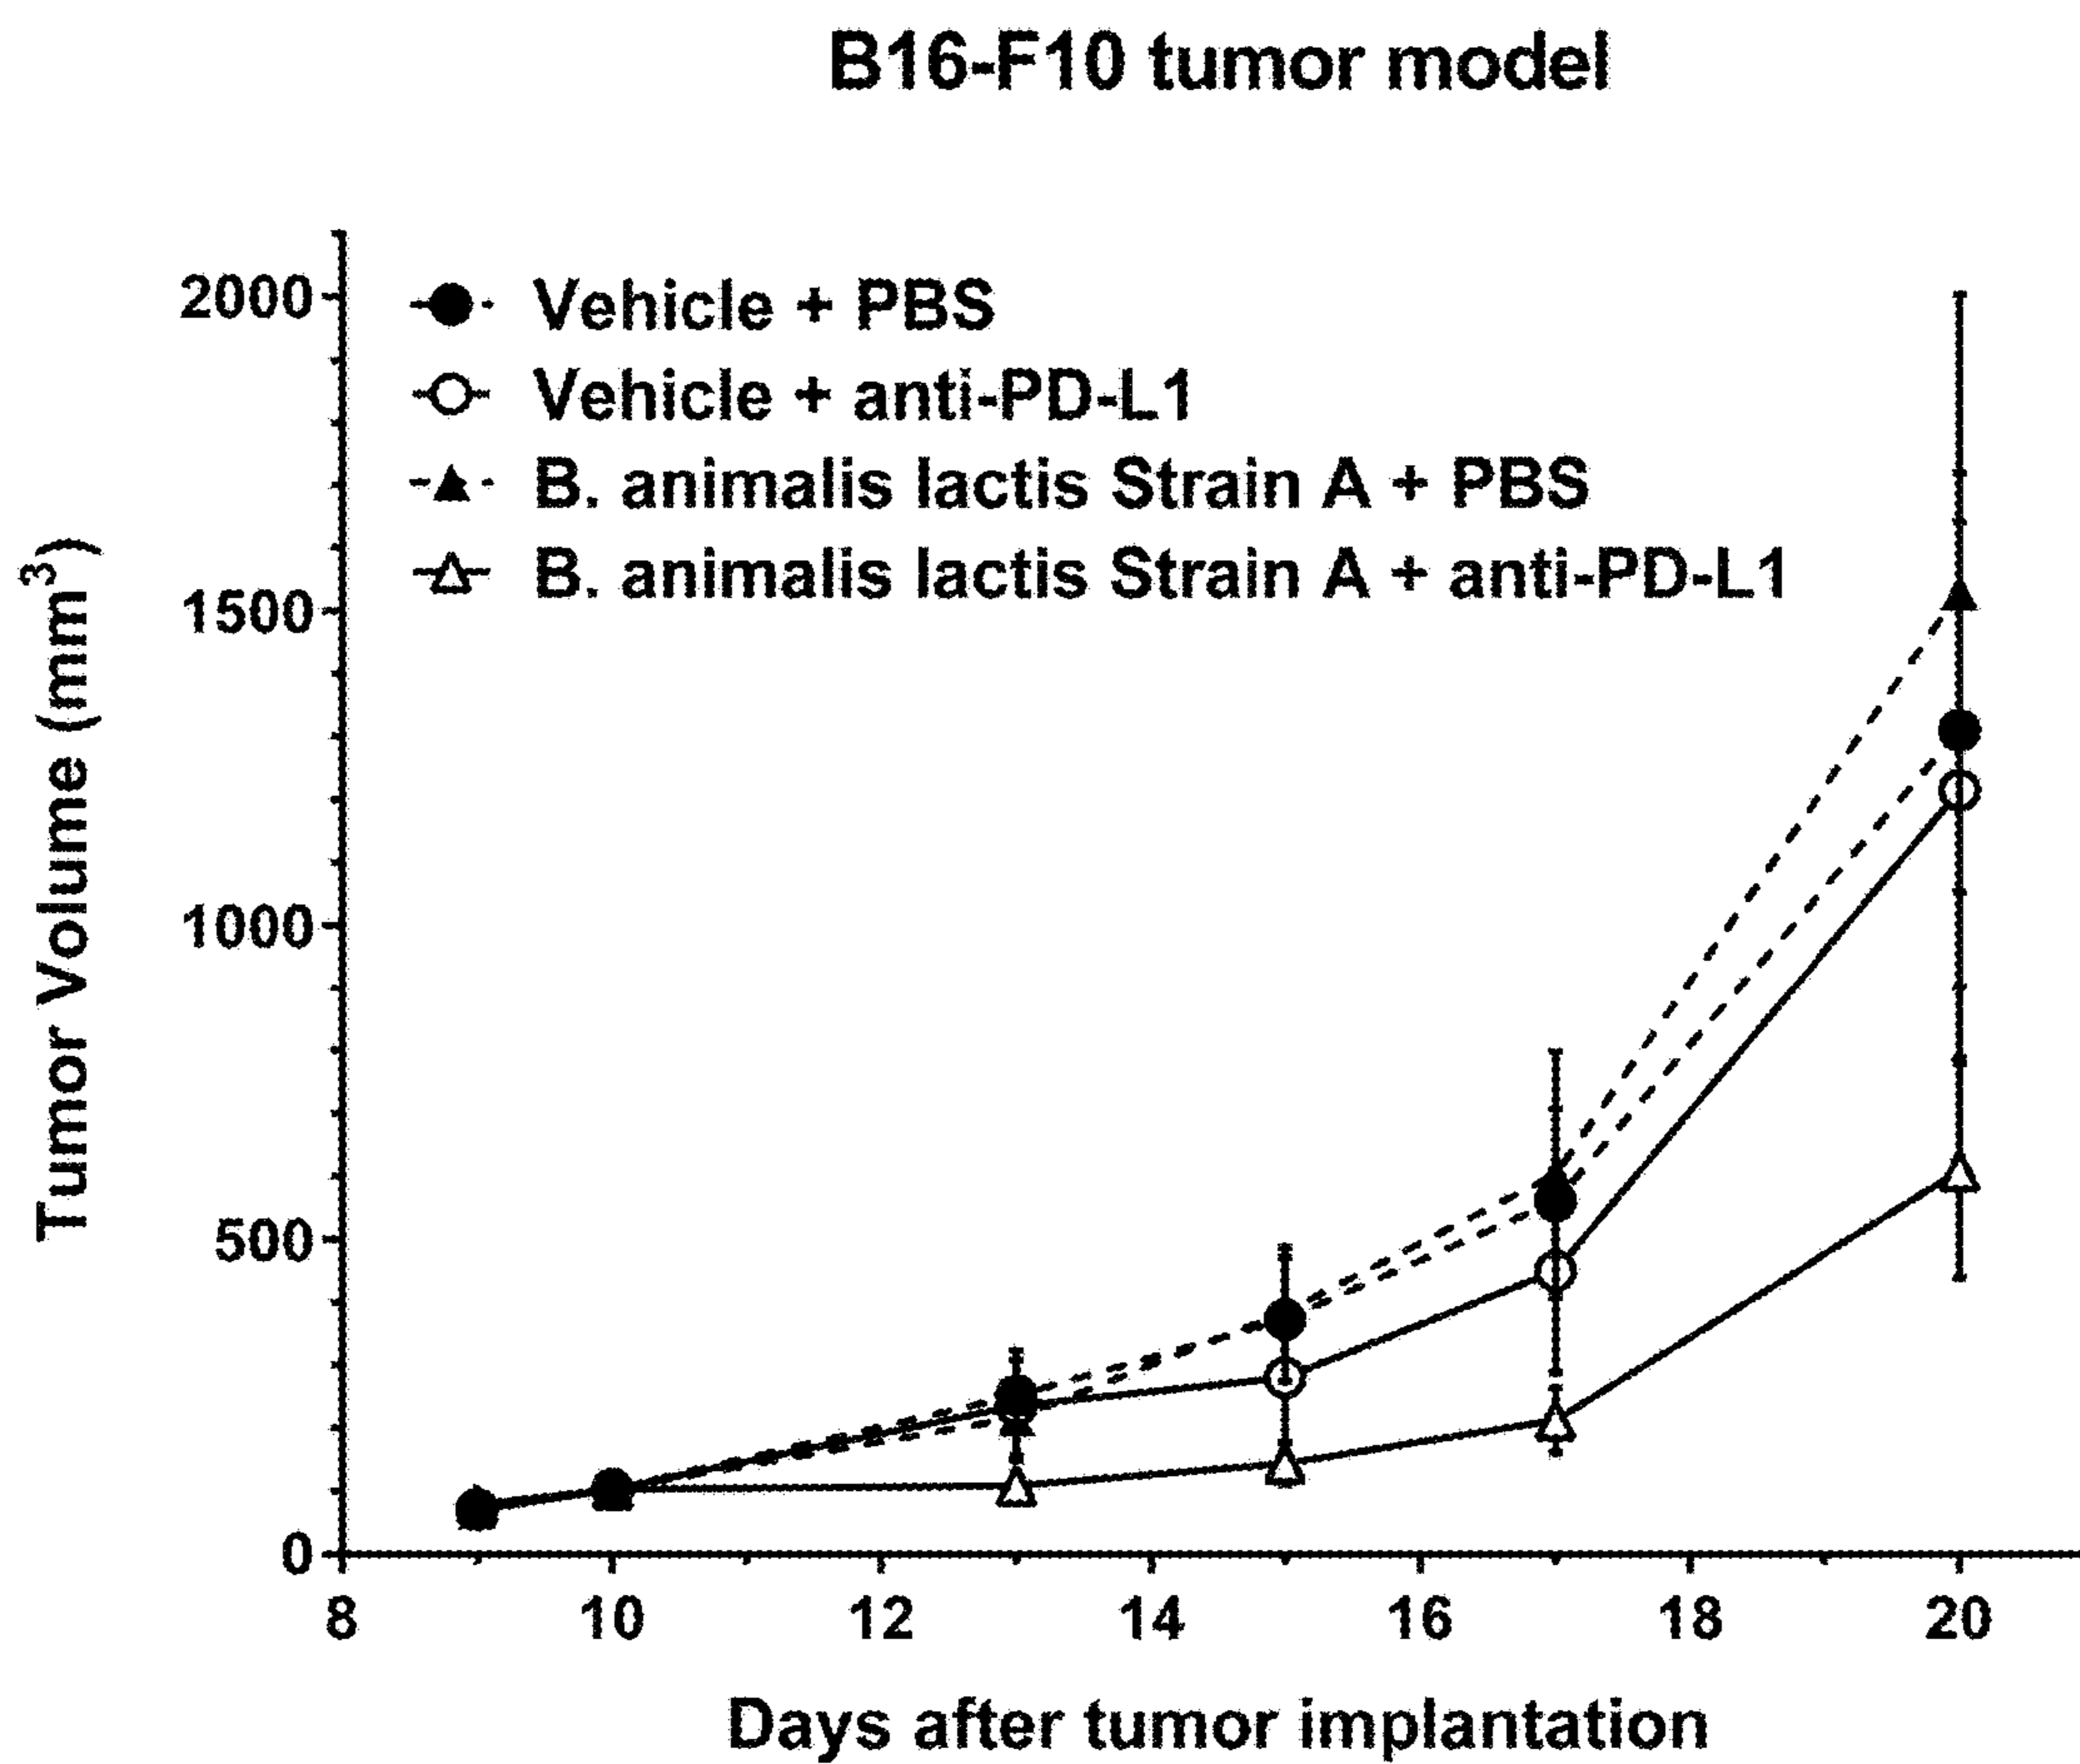 B16-F10 tumor model
Vehicle + PBS
Vehicle + anti-PD-L1
B. animalis lactis Strain A + PBS
B. animalis lactis Strain A + anti-PD-L1
Tumor Volume (mm³)
2000
1500
1000
500
0
8 10 12 14 16 18 20
Days after tumor implantation